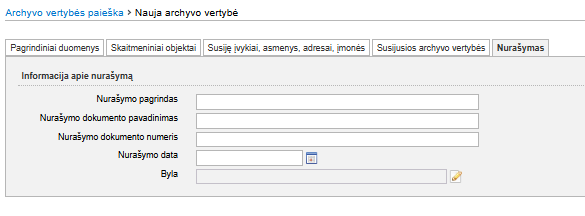 Archyvo vertybės paieška > Nauja archyvo vertybė
Pagrindiniai duomenys Skaitmeniniai objektai Susiję įvykiai, asmenys, adresai, įmonės Susijusios archyvo vertybės Nurašymas
Informacija apie nurašymą
Nurašymo pagrindas
Nurašymo dokumento pavadinimas
Nurašymo dokumento numeris
Nurašymo data
Byla